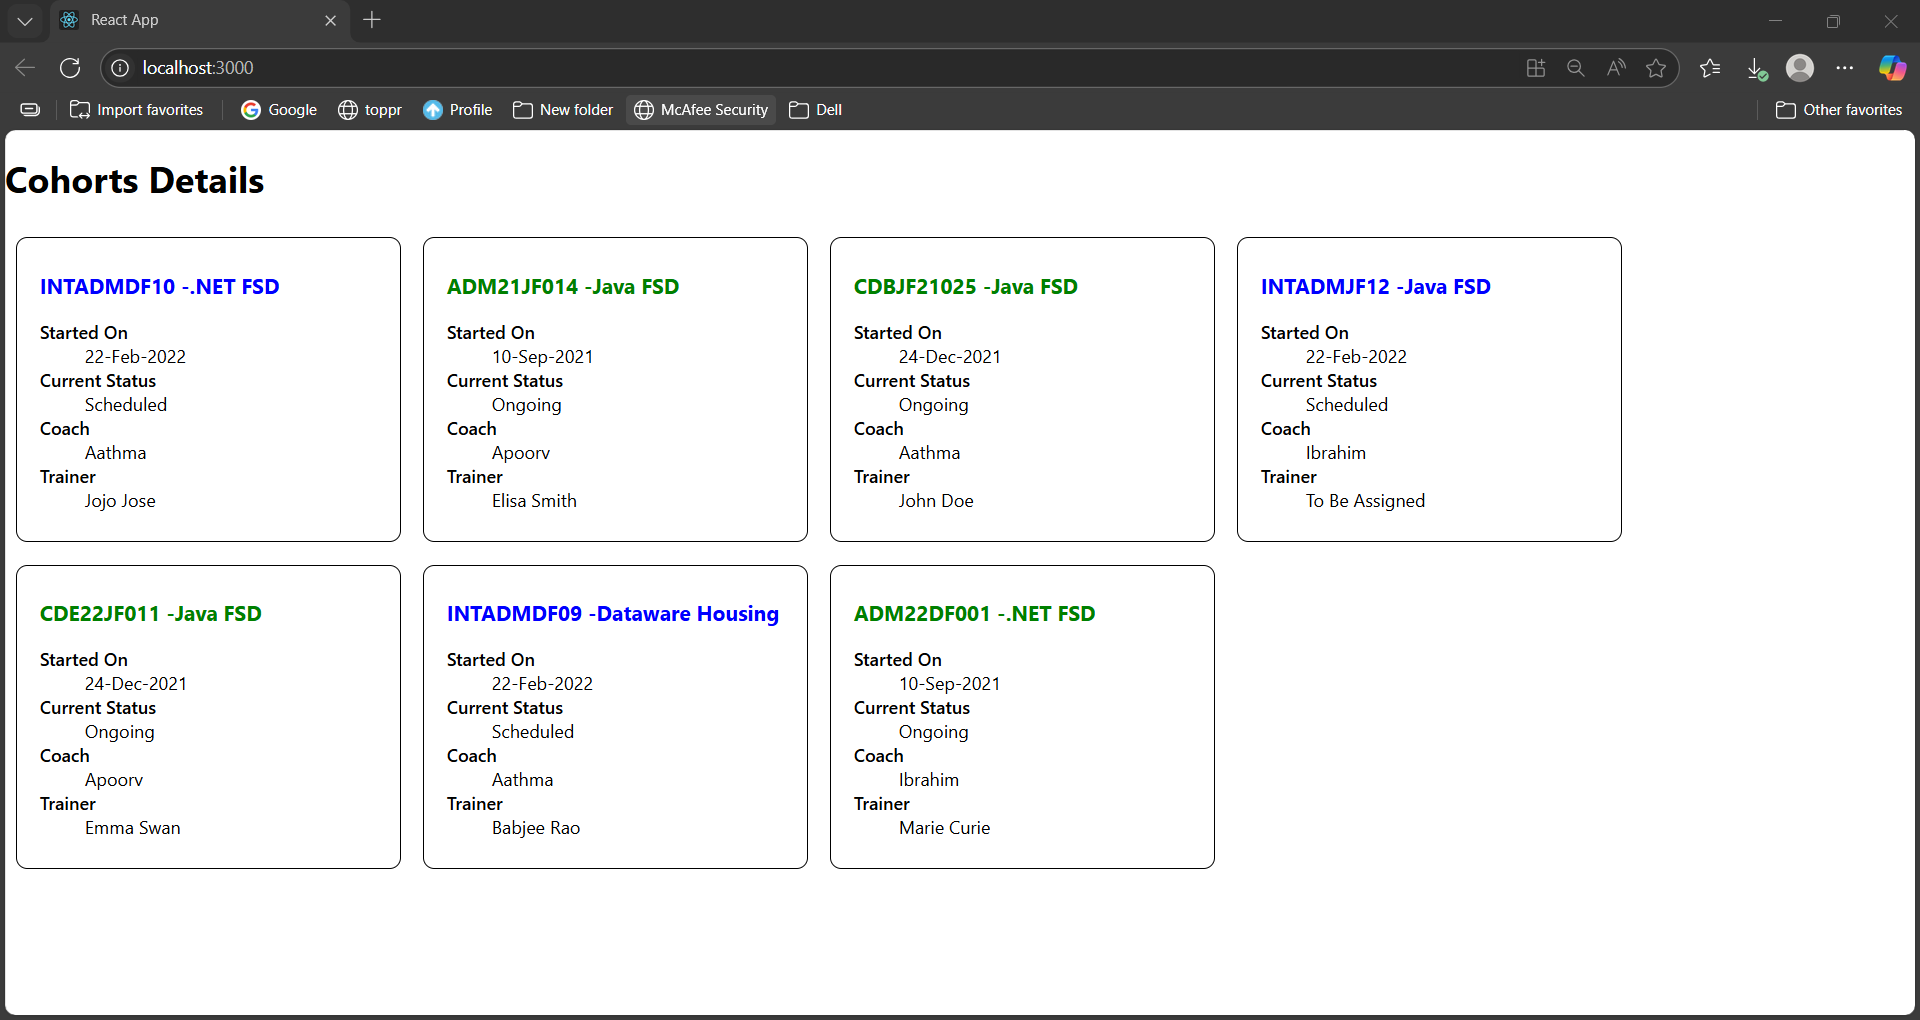 React App
localhost:3000
Import favorites
Google
toppr
Profile
New folder
McAfee Security
Dell
Other favorites
Cohorts Details
INTADMDF10 -.NET FSD
Started On
22-Feb-2022
Current Status
Scheduled
Coach
Aathma
Trainer
Jojo Jose
ADM21JF014 -Java FSD
Started On
10-Sep-2021
Current Status
Ongoing
Coach
Apoorv
Trainer
Elisa Smith
CDBJF21025 -Java FSD
Started On
24-Dec-2021
Current Status
Ongoing
Coach
Aathma
Trainer
John Doe
INTADMJF12 -Java FSD
Started On
22-Feb-2022
Current Status
Scheduled
Coach
Ibrahim
Trainer
To Be Assigned
CDE22JF011 -Java FSD
Started On
24-Dec-2021
Current Status
Ongoing
Coach
Apoorv
Trainer
Emma Swan
INTADMDF09 -Dataware Housing
Started On
22-Feb-2022
Current Status
Scheduled
Coach
Aathma
Trainer
Babjee Rao
ADM22DF001 -.NET FSD
Started On
10-Sep-2021
Current Status
Ongoing
Coach
Ibrahim
Trainer
Marie Curie